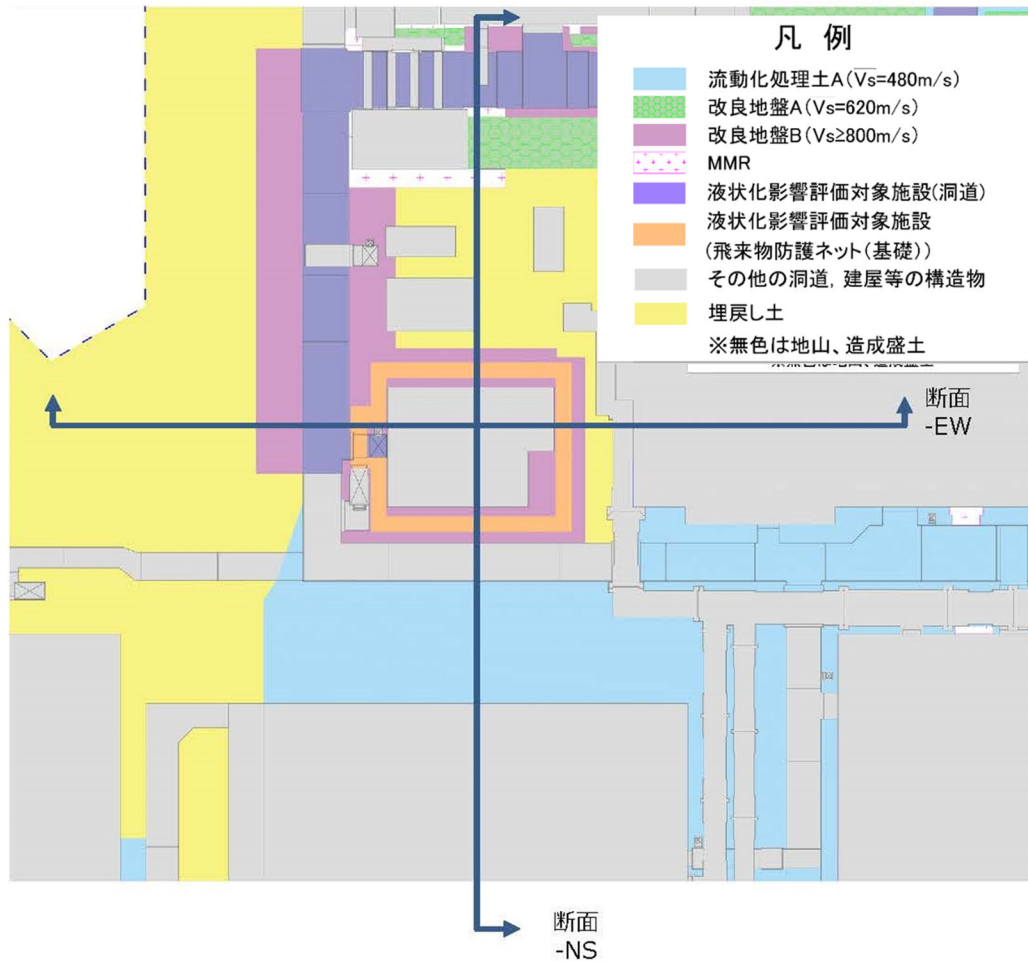 凡 例
流動化処理土A(Vs=480m/s)
改良地盤A(Vs=620m/s)
改良地盤B(Vs≥800m/s)
MMR
液状化影響評価対象施設(洞道)
液状化影響評価対象施設
(飛来物防護ネット(基礎))
その他の洞道, 建屋等の構造物
埋戻し土
※無色は地山、造成盛土
断面
-EW
断面
-NS